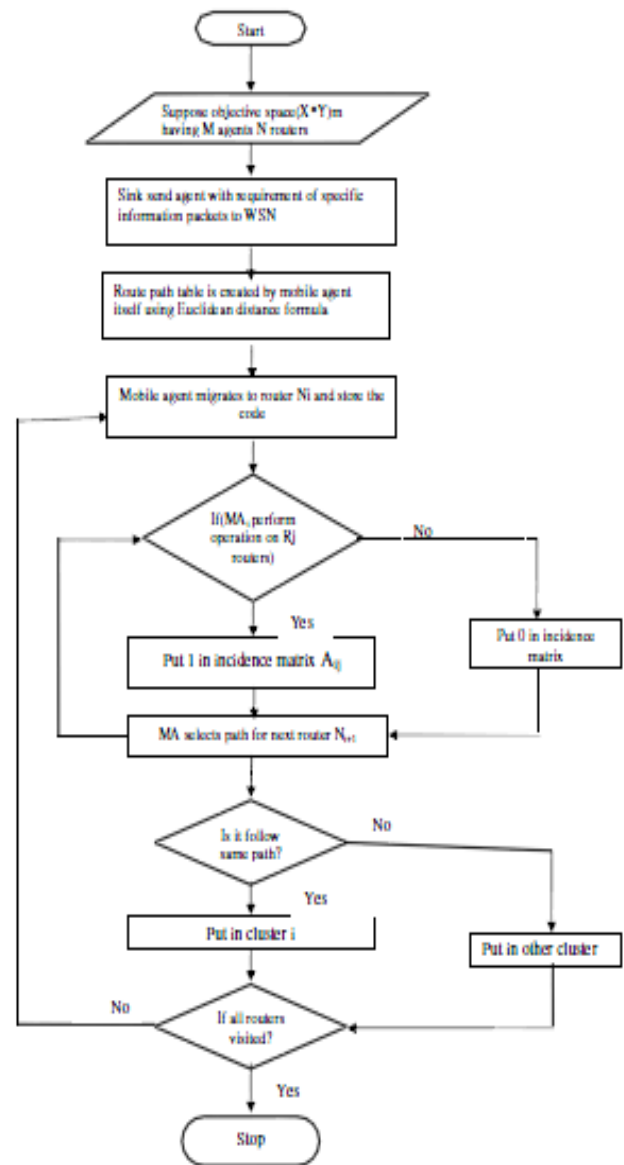 Start
Suppose objective space(X*Y)m
having M agents N routers
Sink send agent with requirement of specific
information packets to WSN
Route path table is created by mobile agent
itself using Euclidean distance formula
Mobile agent migrates to router Ni and store the
code
If(MAi perform
operation on Rj
routers)
No
Yes
Put 1 in incidence matrix Aij
Put 0 in incidence
matrix
MA selects path for next router Ni+1
Is it follow
same path?
No
Yes
Put in cluster i
Put in other cluster
If all routers
visited?
No
Yes
Stop